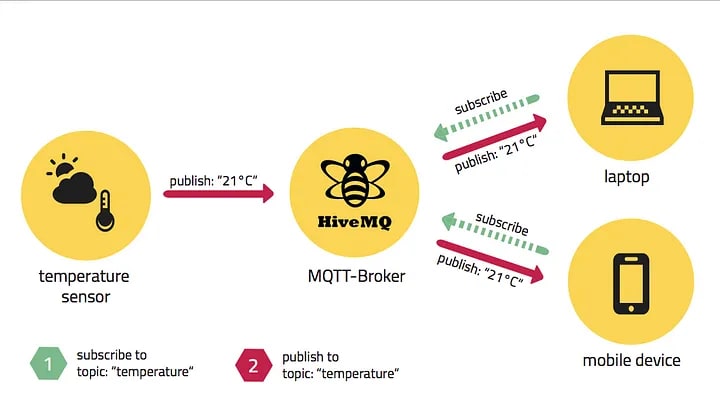 subscribe
publish: “21°C”
laptop
publish: “21°C”
HiveMQ
temperature
sensor
MQTT-Broker
subscribe
publish: “21°C”
mobile device
1
subscribe to
topic: “temperature”
2
publish to
topic: “temperature”